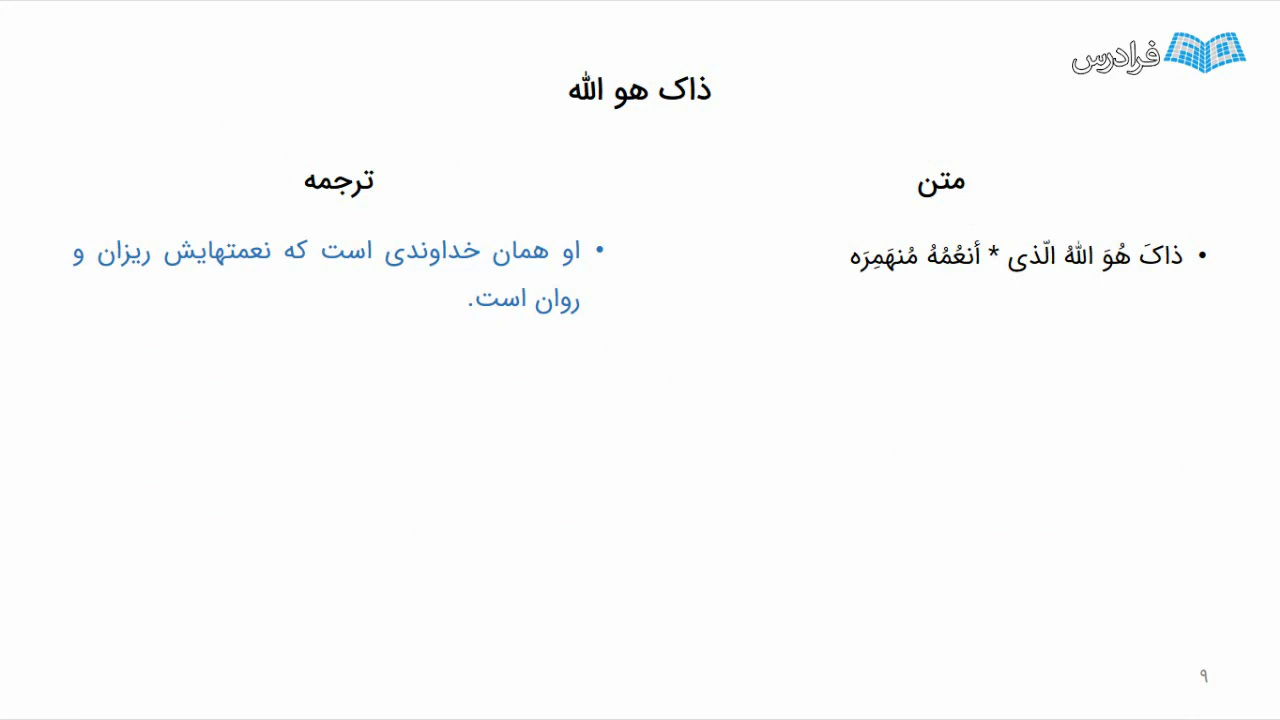 فرادرس
ذاک هو الله
متن
ترجمه
• ذاکَ هُوَ اللهُ الّذی * أنعُمُهُ مُنهَمِرَه
• او همان خداوندی است که نعمتهایش ریزان و
روان است.
۹